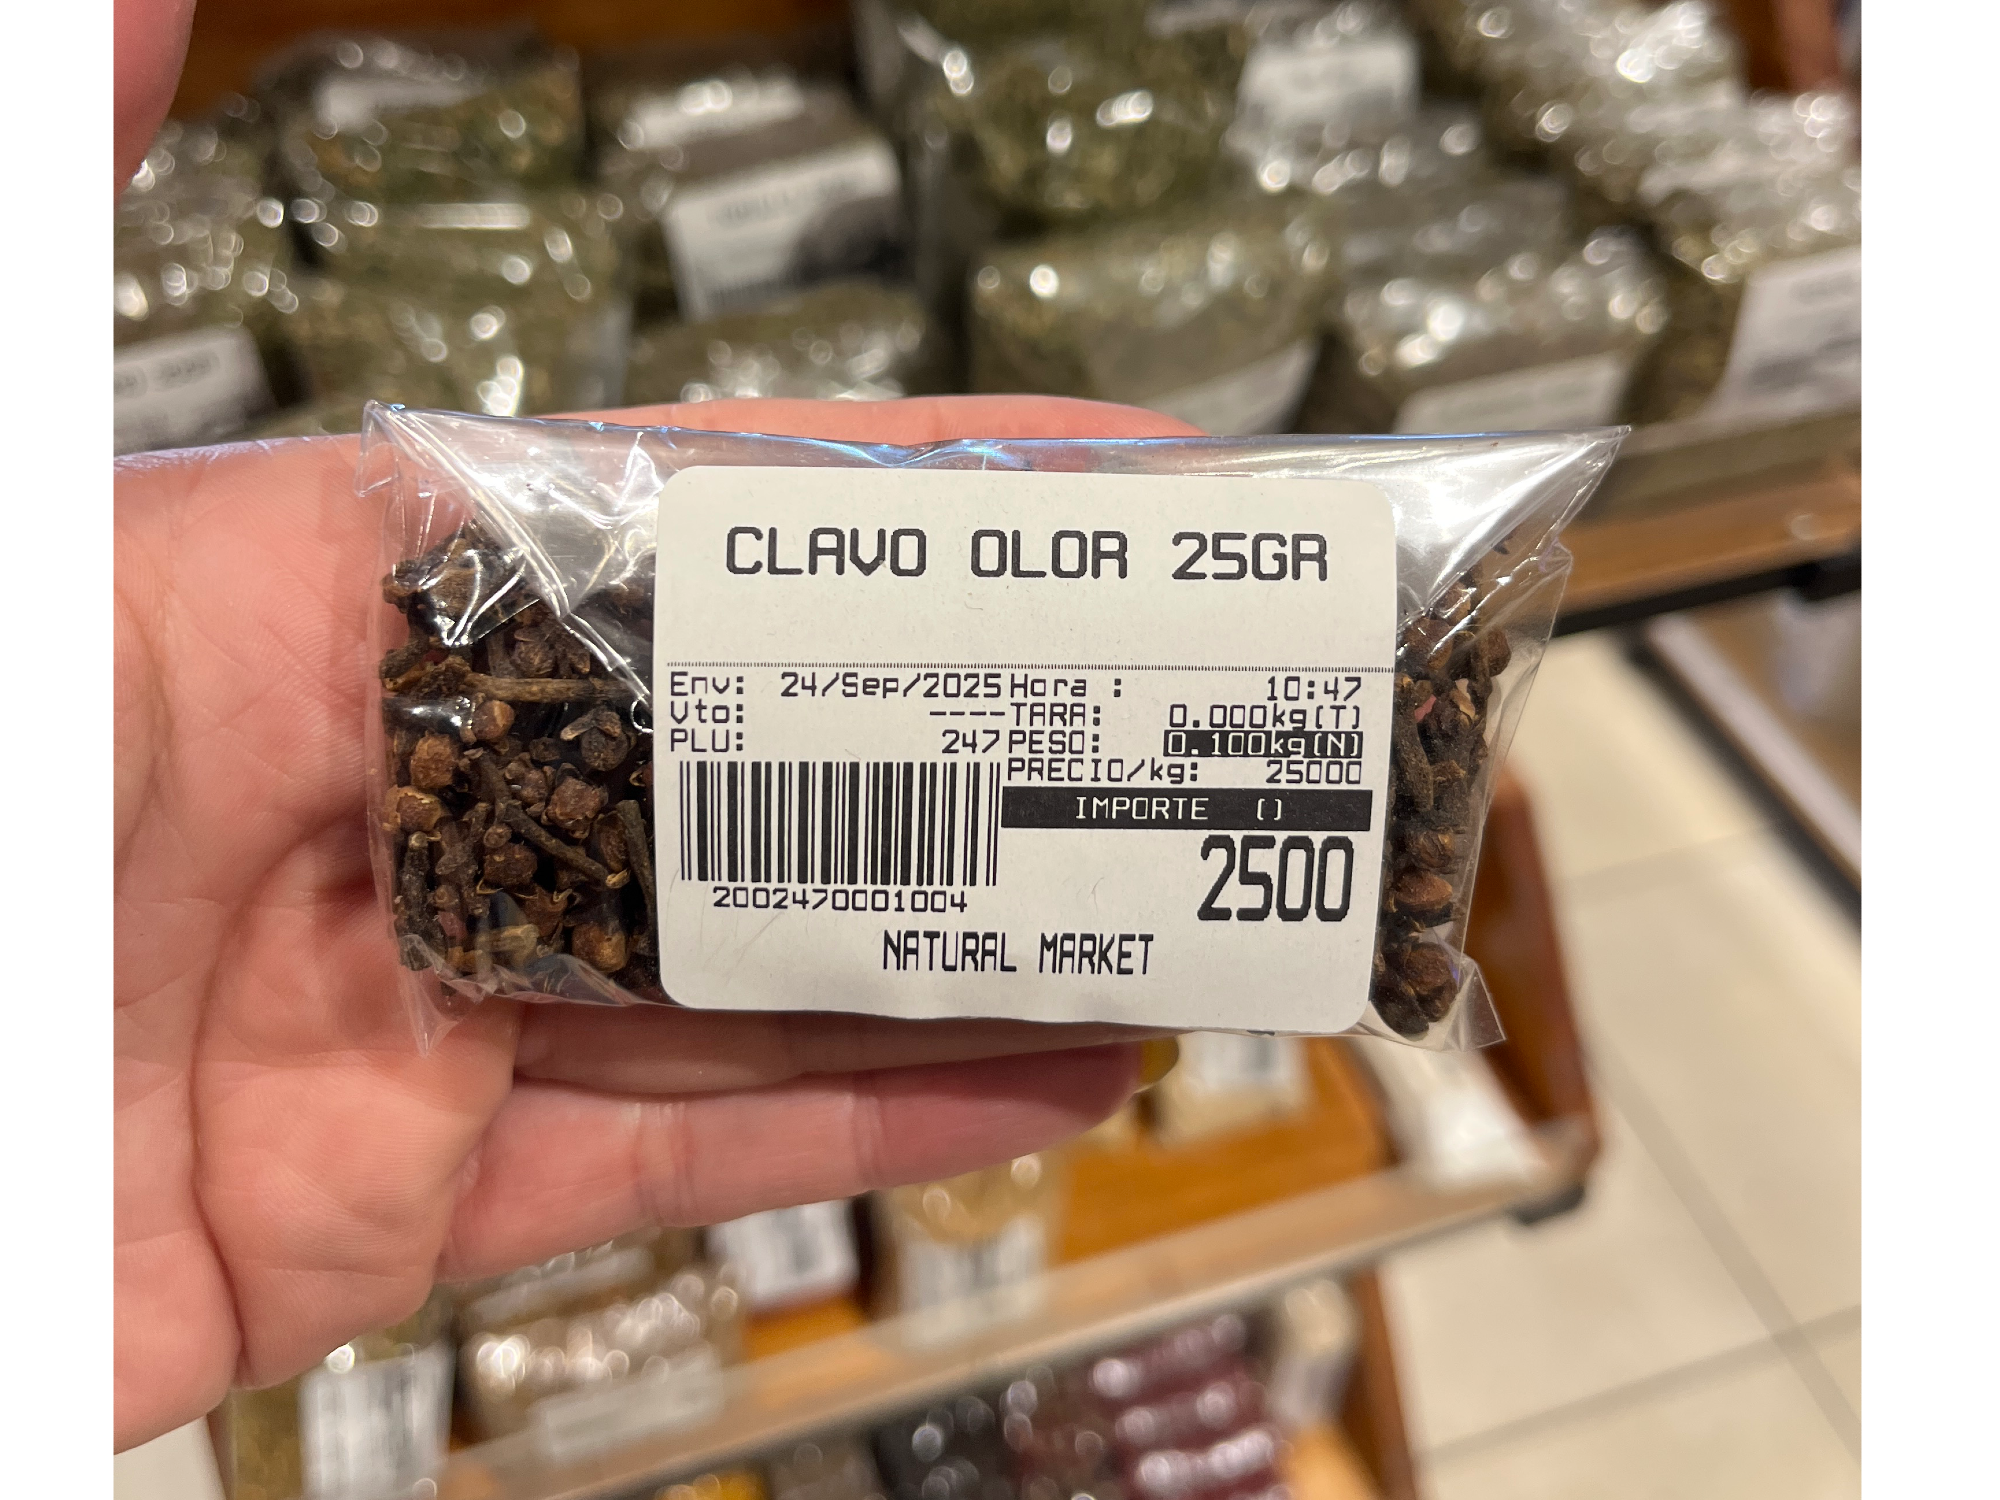 CLAVO OLOR 25GR
Env: 24/Sep/2025 Hora : 10:47
Vto: ---- TARA: 0.000kg(T)
PLU: 247 PESO: 0.100kg(N)
PRECIO/kg: 25000
IMPORTE ()
2500
2002470001004
NATURAL MARKET